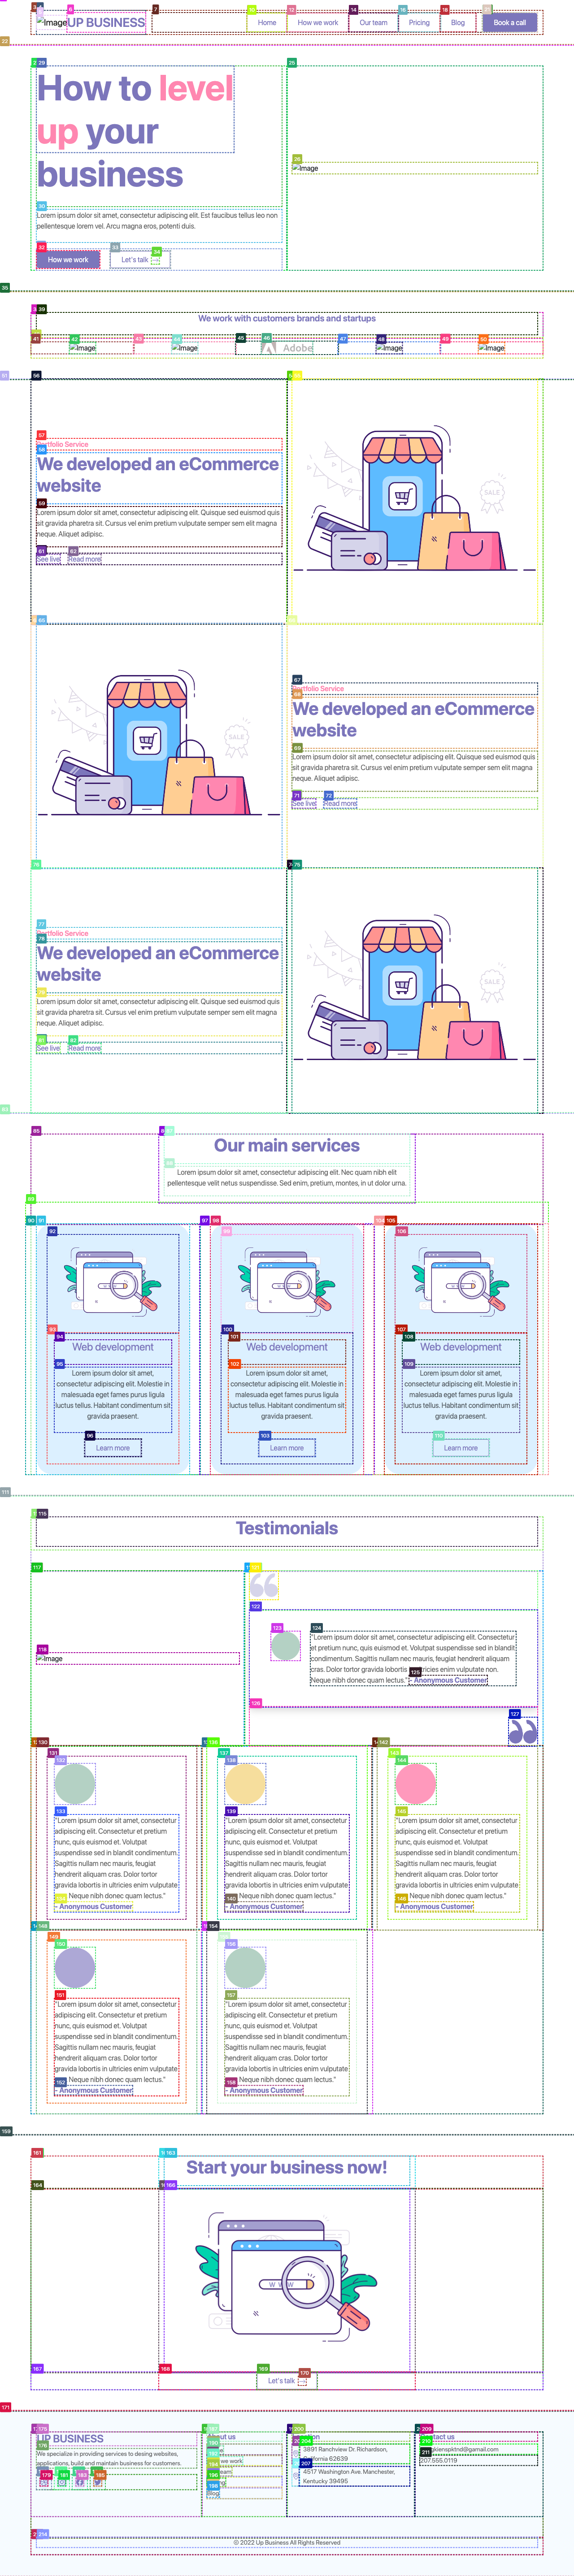 Image UP BUSINESS
Home
How we work
Our team
Pricing
Blog
Book a call
How to level
up your
business
Lorem ipsum dolor sit amet, consectetur adipiscing elit. Est faucibus tellus leo non
pellentesque lorem vel. Arcu magna eros, potenti duis.
How we work
Let's talk
Image
We work with customers brands and startups
Image
Image
Adobe
Image
Image
Portfolio Service
We developed an eCommerce
website
Lorem ipsum dolor sit amet, consectetur adipiscing elit. Quisque sed euismod quis
sit gravida pharetra sit. Cursus vel enim pretium vulputate semper sem elit magna
neque. Aliquet adipisc.
See live
Read more
SALE
SALE
Portfolio Service
We developed an eCommerce
website
Lorem ipsum dolor sit amet, consectetur adipiscing elit. Quisque sed euismod quis
sit gravida pharetra sit. Cursus vel enim pretium vulputate semper sem elit magna
neque. Aliquet adipisc.
See live
Read more
Portfolio Service
We developed an eCommerce
website
Lorem ipsum dolor sit amet, consectetur adipiscing elit. Quisque sed euismod quis
sit gravida pharetra sit. Cursus vel enim pretium vulputate semper sem elit magna
neque. Aliquet adipisc.
See live
Read more
SALE
Our main services
Lorem ipsum dolor sit amet, consectetur adipiscing elit. Nec quam nibh elit
pellentesque velit netus suspendisse. Sed enim, pretium, montes, in ut dolor urna.
Web development
Lorem ipsum dolor sit amet,
consectetur adipiscing elit. Molestie in
malesuada eget fames purus ligula
luctus tellus. Habitant condimentum sit
gravida praesent.
Learn more
Web development
Lorem ipsum dolor sit amet,
consectetur adipiscing elit. Molestie in
malesuada eget fames purus ligula
luctus tellus. Habitant condimentum sit
gravida praesent.
Learn more
Web development
Lorem ipsum dolor sit amet,
consectetur adipiscing elit. Molestie in
malesuada eget fames purus ligula
luctus tellus. Habitant condimentum sit
gravida praesent.
Learn more
Testimonials
Image
"Lorem ipsum dolor sit amet, consectetur adipiscing elit. Consectetur
et pretium nunc, quis euismod et. Volutpat suspendisse sed in blandit
condimentum. Sagittis nullam nec mauris, feugiat hendrerit aliquam
cras. Dolor tortor gravida lobortis in ultricies enim vulputate non.
Neque nibh donec quam lectus." - Anonymous Customer
"Lorem ipsum dolor sit amet, consectetur
adipiscing elit. Consectetur et pretium
nunc, quis euismod et. Volutpat
suspendisse sed in blandit condimentum.
Sagittis nullam nec mauris, feugiat
hendrerit aliquam cras. Dolor tortor
gravida lobortis in ultricies enim vulputate
Neque nibh donec quam lectus."
- Anonymous Customer
"Lorem ipsum dolor sit amet, consectetur
adipiscing elit. Consectetur et pretium
nunc, quis euismod et. Volutpat
suspendisse sed in blandit condimentum.
Sagittis nullam nec mauris, feugiat
hendrerit aliquam cras. Dolor tortor
gravida lobortis in ultricies enim vulputate
Neque nibh donec quam lectus."
- Anonymous Customer
"Lorem ipsum dolor sit amet, consectetur
adipiscing elit. Consectetur et pretium
nunc, quis euismod et. Volutpat
suspendisse sed in blandit condimentum.
Sagittis nullam nec mauris, feugiat
hendrerit aliquam cras. Dolor tortor
gravida lobortis in ultricies enim vulputate
Neque nibh donec quam lectus."
- Anonymous Customer
"Lorem ipsum dolor sit amet, consectetur
adipiscing elit. Consectetur et pretium
nunc, quis euismod et. Volutpat
suspendisse sed in blandit condimentum.
Sagittis nullam nec mauris, feugiat
hendrerit aliquam cras. Dolor tortor
gravida lobortis in ultricies enim vulputate
Neque nibh donec quam lectus."
- Anonymous Customer
"Lorem ipsum dolor sit amet, consectetur
adipiscing elit. Consectetur et pretium
nunc, quis euismod et. Volutpat
suspendisse sed in blandit condimentum.
Sagittis nullam nec mauris, feugiat
hendrerit aliquam cras. Dolor tortor
gravida lobortis in ultricies enim vulputate
Neque nibh donec quam lectus."
- Anonymous Customer
Start your business now!
Let's talk
UP BUSINESS
We specialize in providing services to desing websites,
applications, build and maintain business for customers.
Blog
3891 Ranchview Dr. Richardson,
62639
4517 Washington Ave. Manchester,
Kentucky 39495
207.555.0119
© 2022 Up Business All Rights Reserved